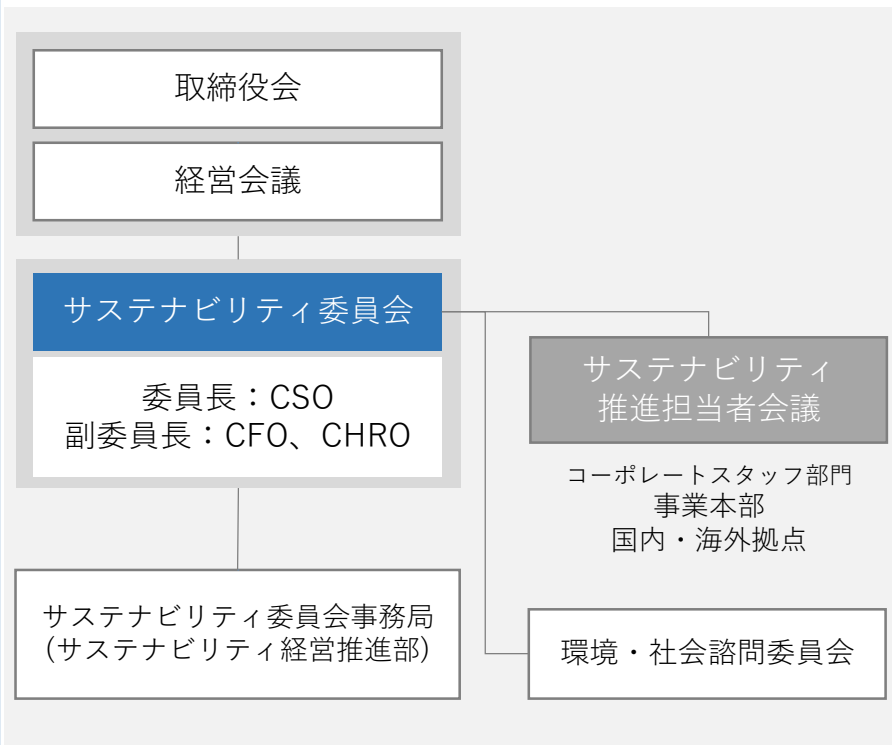 取締役会
経営会議
サステナビリティ委員会
委員長：CSO
副委員長：CFO、CHRO
サステナビリティ
推進担当者会議
コーポレートスタッフ部門
事業本部
国内・海外拠点
サステナビリティ委員会事務局
(サステナビリティ経営推進部)
環境・社会諮問委員会